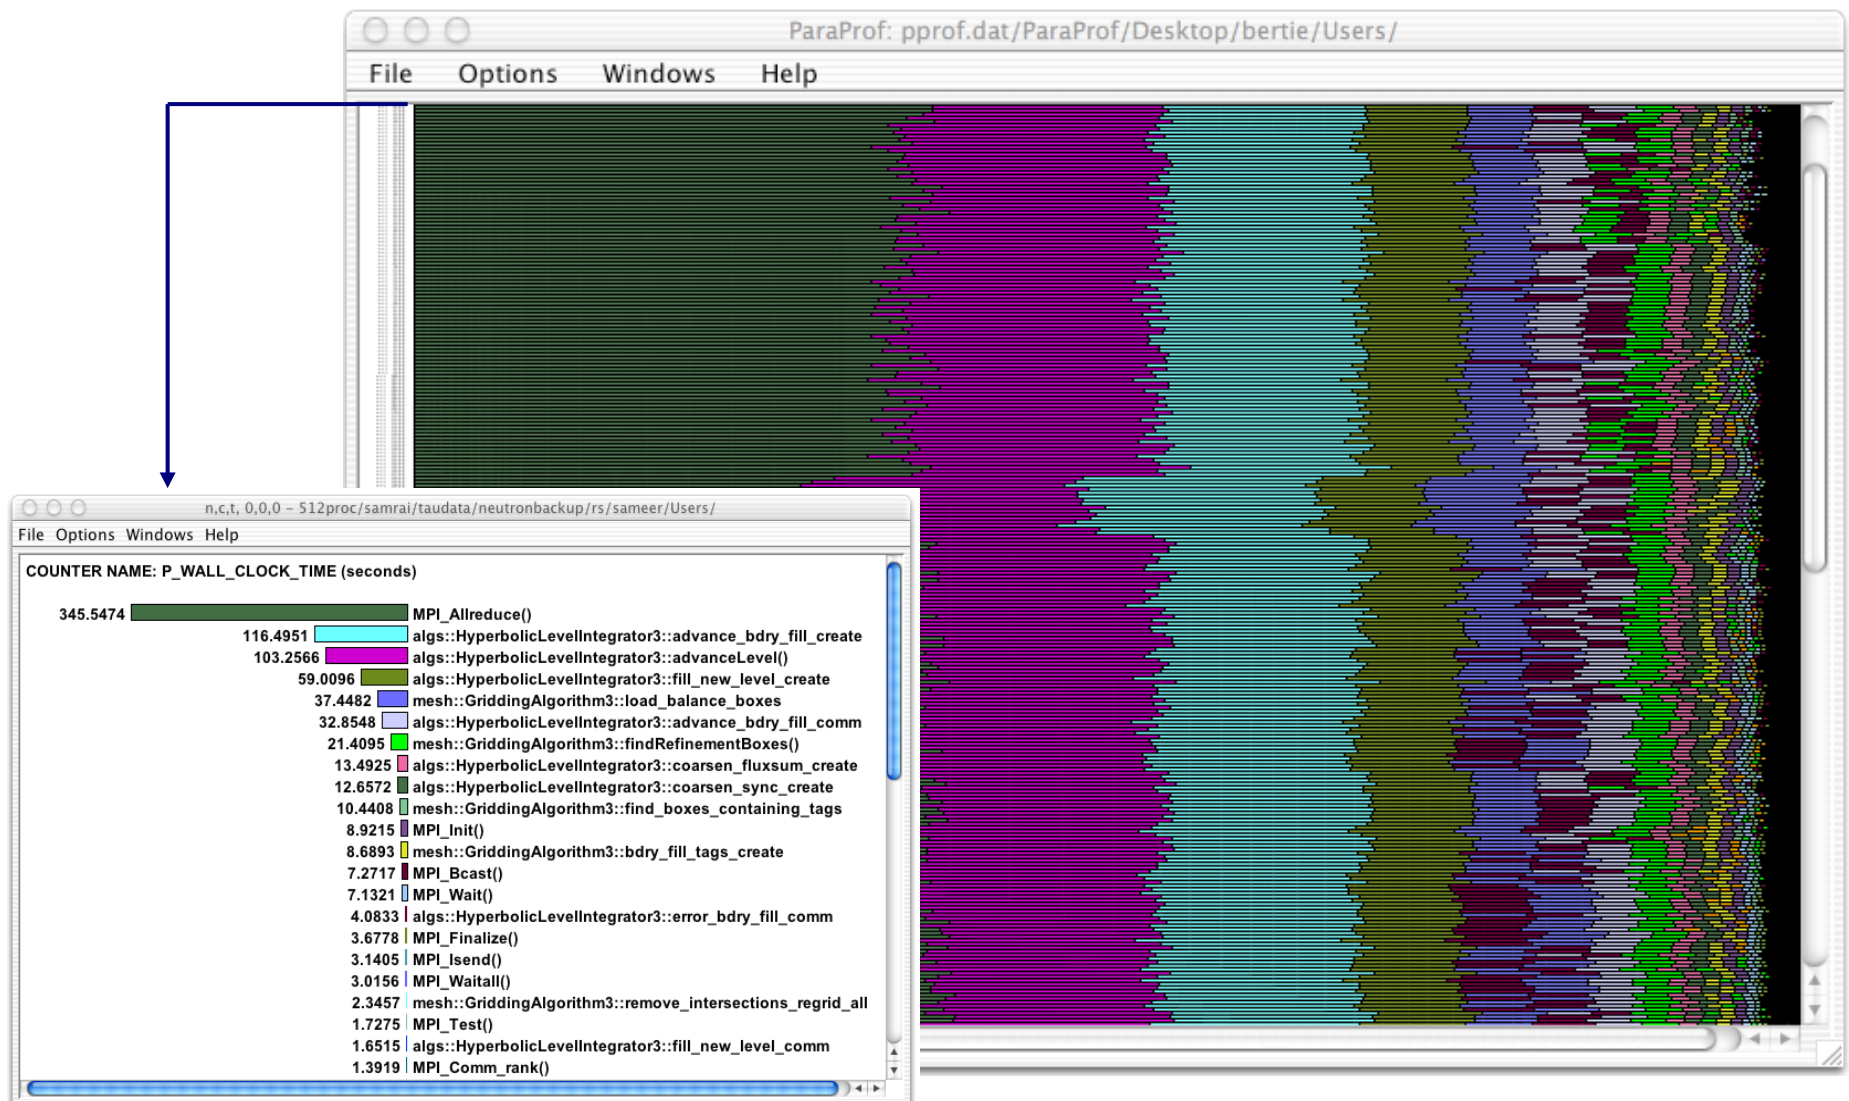 ParaProf: pprof.dat/ParaProf/Desktop/bertie/Users/
File Options Windows Help
n,c,t, 0,0,0 – 512proc/samrai/taudata/neutronbackup/rs/sameer/Users/
File Options Windows Help
COUNTER NAME: P_WALL_CLOCK_TIME (seconds)
345.5474 MPI_Allreduce()
116.4951 algs::HyperbolicLevelIntegrator3::advance_bdry_fill_create
103.2566 algs::HyperbolicLevelIntegrator3::advanceLevel()
59.0096 algs::HyperbolicLevelIntegrator3::fill_new_level_create
37.4482 mesh::GriddingAlgorithm3::load_balance_boxes
32.8548 algs::HyperbolicLevelIntegrator3::advance_bdry_fill_comm
21.4095 mesh::GriddingAlgorithm3::findRefinementBoxes()
13.4925 algs::HyperbolicLevelIntegrator3::coarsen_fluxsum_create
12.6572 algs::HyperbolicLevelIntegrator3::coarsen_sync_create
10.4408 mesh::GriddingAlgorithm3::find_boxes_containing_tags
8.9215 MPI_Init()
8.6893 mesh::GriddingAlgorithm3::bdry_fill_tags_create
7.2717 MPI_Bcast()
7.1321 MPI_Wait()
4.0833 algs::HyperbolicLevelIntegrator3::error_bdry_fill_comm
3.6778 MPI_Finalize()
3.1405 MPI_Isend()
3.0156 MPI_Waitall()
2.3457 mesh::GriddingAlgorithm3::remove_intersections_regrid_all
1.7275 MPI_Test()
1.6515 algs::HyperbolicLevelIntegrator3::fill_new_level_comm
1.3919 MPI_Comm_rank()